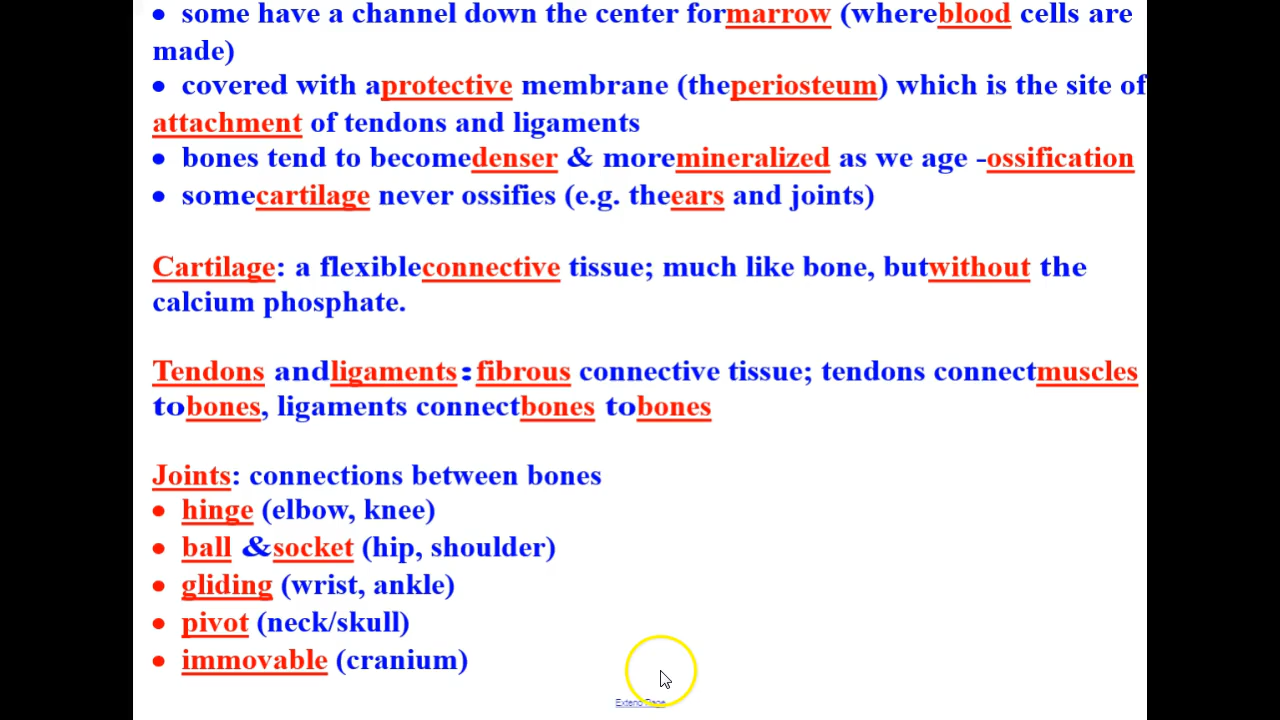 • some have a channel down the center formarrow (whereblood cells are
made)
• covered with aprotective membrane (theperiosteum) which is the site of
attachment of tendons and ligaments
• bones tend to becomedenser & moremineralized as we age -ossification
• somecartilage never ossifies (e.g. theears and joints)
Cartilage: a flexibleconnective tissue; much like bone, butwithout the
calcium phosphate.
Tendons andligaments:fibrous connective tissue; tendons connectmuscles
tobones, ligaments connectbones tobones
Joints: connections between bones
• hinge (elbow, knee)
• ball &socket (hip, shoulder)
• gliding (wrist, ankle)
• pivot (neck/skull)
• immovable (cranium)
Extend Page